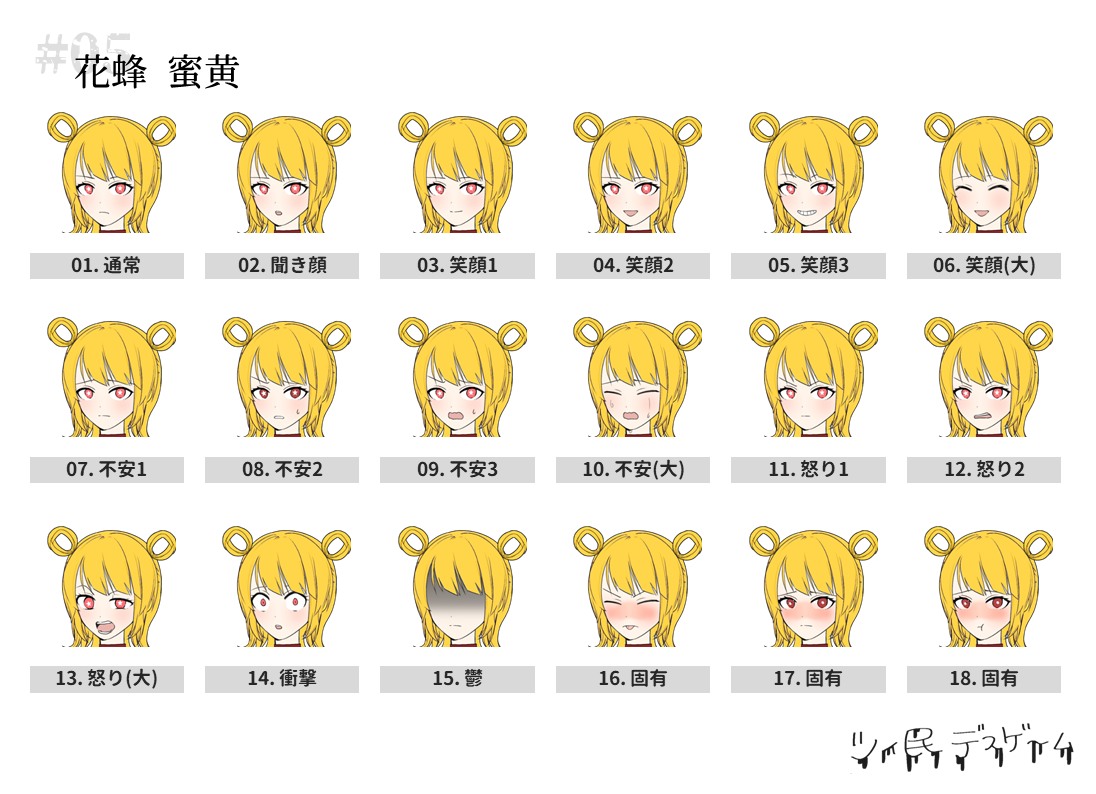 #05
花蜂 蜜黄
01. 通常
02. 聞き顔
03. 笑顔1
04. 笑顔2
05. 笑顔3
06. 笑顔(大)
07. 不安1
08. 不安2
09. 不安3
10. 不安(大)
11. 怒り1
12. 怒り2
13. 怒り(大)
14. 衝撃
15. 鬱
16. 固有
17. 固有
18. 固有
ツイ民デスゲーム